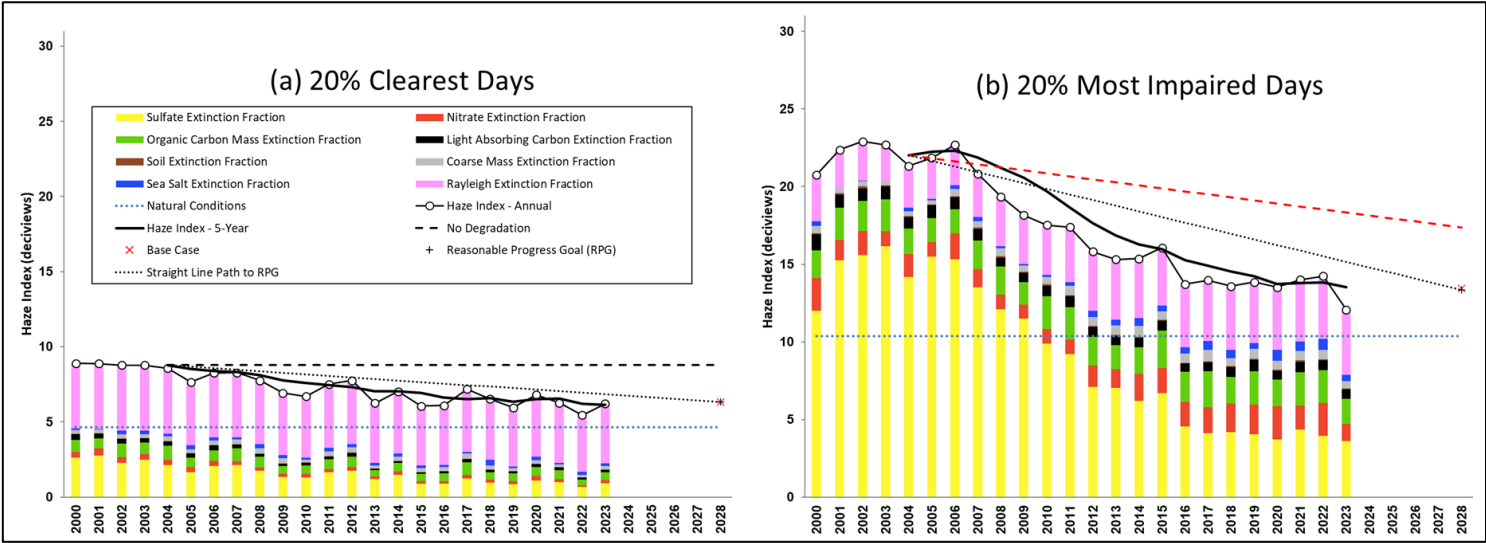 (a) 20% Clearest Days
Haze Index (deciviews)
30
25
20
15
10
5
0
Sulfate Extinction Fraction
Nitrate Extinction Fraction
Organic Carbon Mass Extinction Fraction
Light Absorbing Carbon Extinction Fraction
Soil Extinction Fraction
Coarse Mass Extinction Fraction
Sea Salt Extinction Fraction
Rayleigh Extinction Fraction
Natural Conditions
Haze Index - Annual
Haze Index - 5-Year
No Degradation
Base Case
Reasonable Progress Goal (RPG)
Straight Line Path to RPG
2000 2001 2002 2003 2004 2005 2006 2007 2008 2009 2010 2011 2012 2013 2014 2015 2016 2017 2018 2019 2020 2021 2022 2023 2024 2025 2026 2027 2028
(b) 20% Most Impaired Days
Haze Index (deciviews)
30
25
20
15
10
5
0
2000 2001 2002 2003 2004 2005 2006 2007 2008 2009 2010 2011 2012 2013 2014 2015 2016 2017 2018 2019 2020 2021 2022 2023 2024 2025 2026 2027 2028